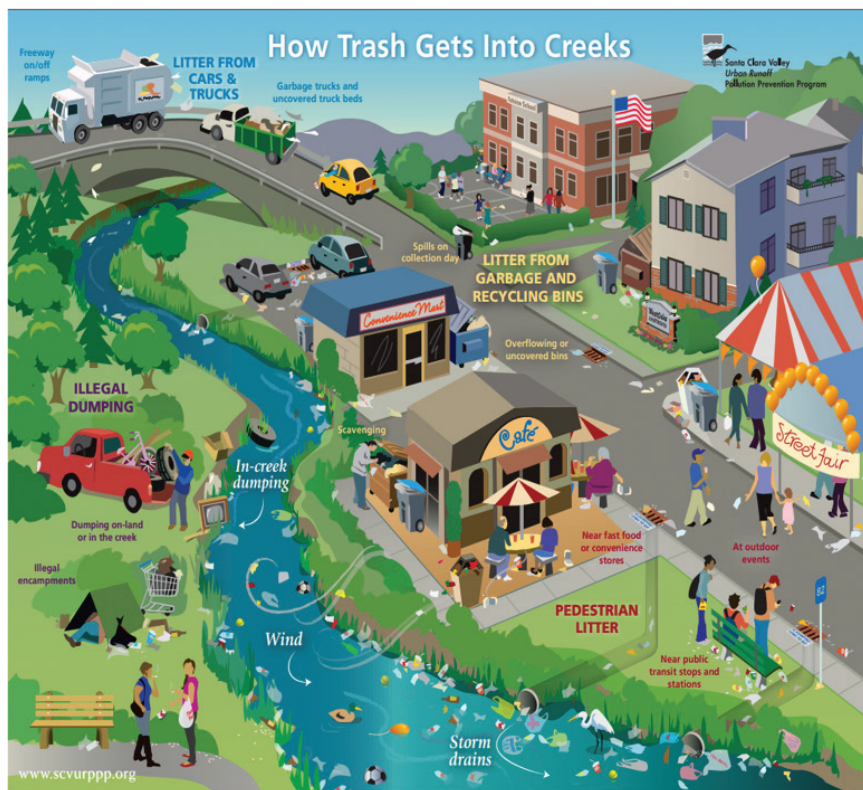 How Trash Gets Into Creeks
Freeway
on/off
ramps
LITTER FROM
CARS &
TRUCKS
Garbage trucks and
uncovered truck beds
Santa Clara Valley
Urban Runoff
Pollution Prevention Program
Spills on
collection day
LITTER FROM
GARBAGE AND
RECYCLING BINS
Convenience Mart
Overflowing or
uncovered bins
ILLEGAL
DUMPING
Scavenging
Café
Street fair
In-creek
dumping
Dumping on-land
or in the creek
Near fast food
or convenience
stores
At outdoor
events
Illegal
encampments
PEDESTRIAN
LITTER
B2
Wind
Near public
transit stops and
stations
Storm
drains
www.scvurppp.org